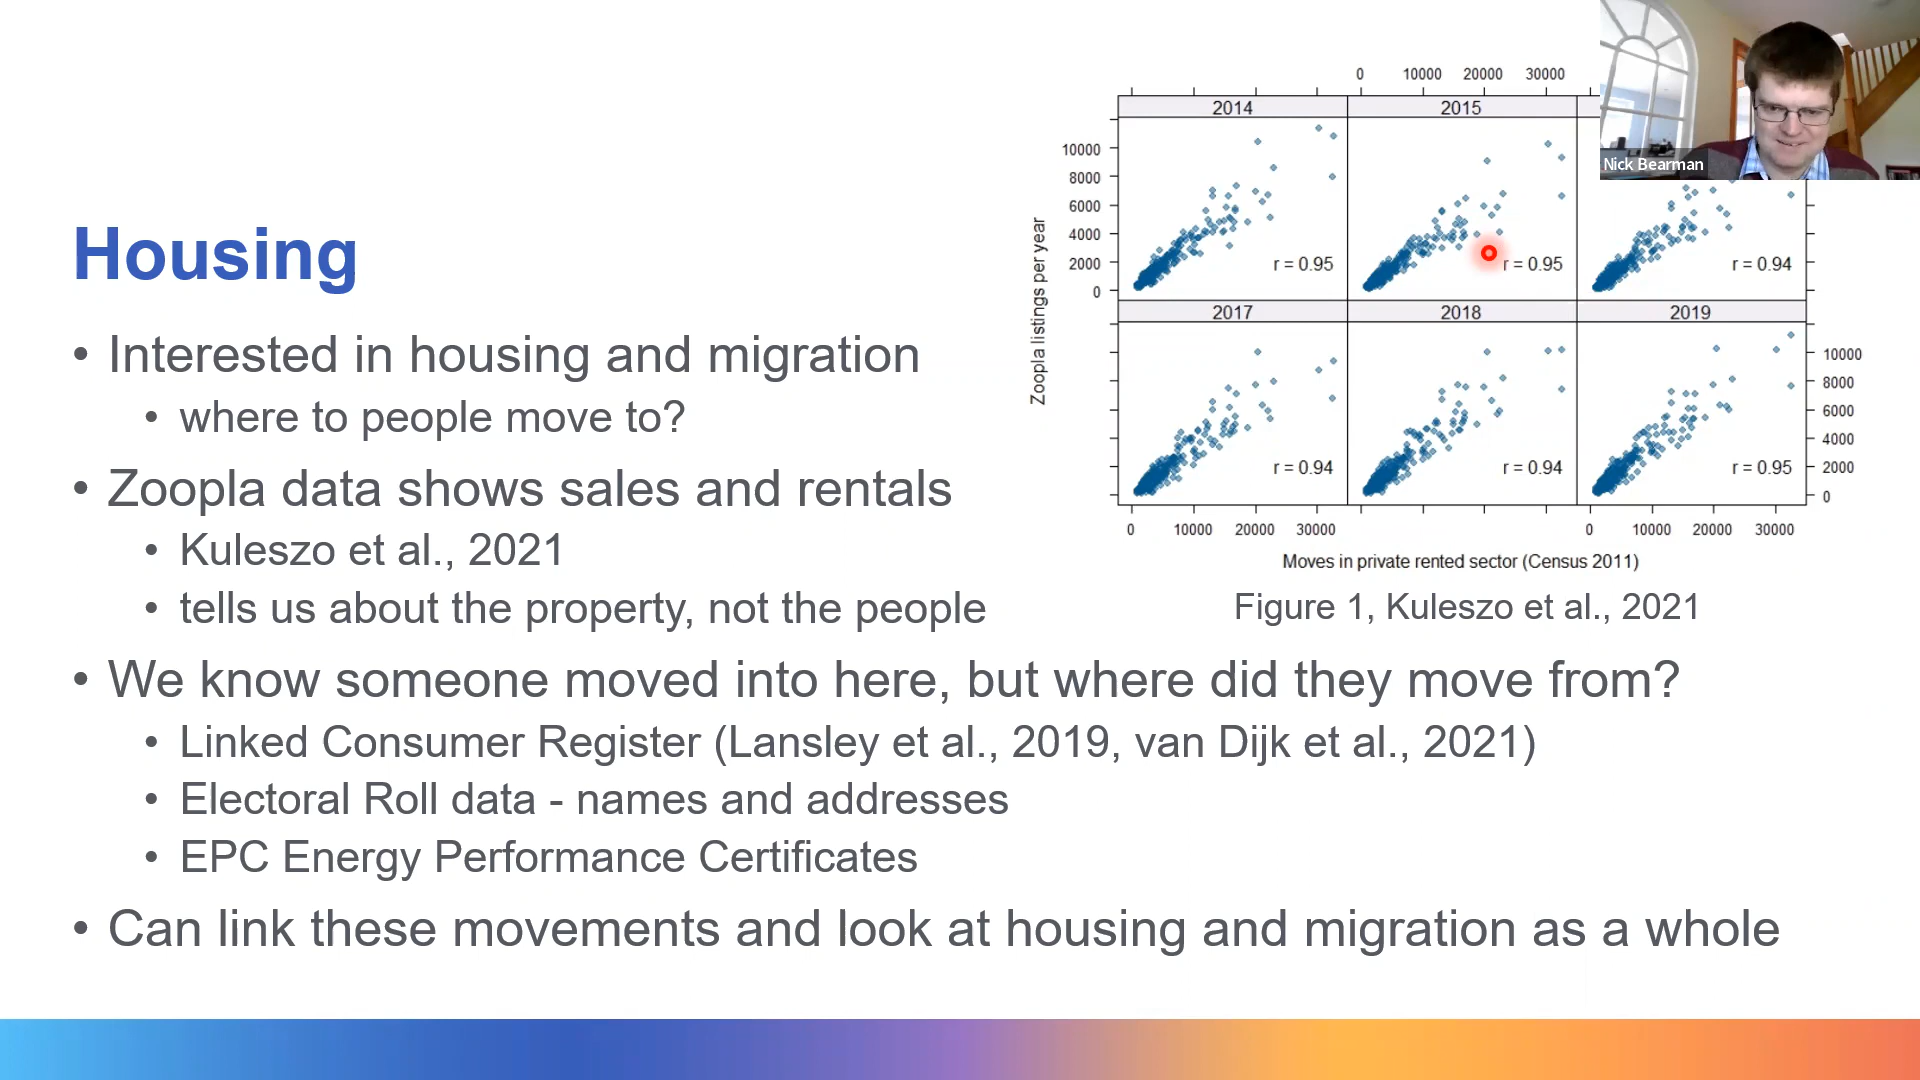 Housing
• Interested in housing and migration
• where to people move to?
• Zoopla data shows sales and rentals
• Kuleszo et al., 2021
• tells us about the property, not the people
• We know someone moved into here, but where did they move from?
• Linked Consumer Register (Lansley et al., 2019, van Dijk et al., 2021)
• Electoral Roll data - names and addresses
• EPC Energy Performance Certificates
• Can link these movements and look at housing and migration as a whole
0 10000 20000 30000
2014 2015
10000
8000
6000
4000
2000
0
r = 0.95 r = 0.95 r = 0.94
2017 2018 2019
Zoopla listings per year
10000
8000
6000
4000
2000
0
r = 0.94 r = 0.94 r = 0.95
0 10000 20000 30000 0 10000 20000 30000
Moves in private rented sector (Census 2011)
Figure 1, Kuleszo et al., 2021
Nick Bearman